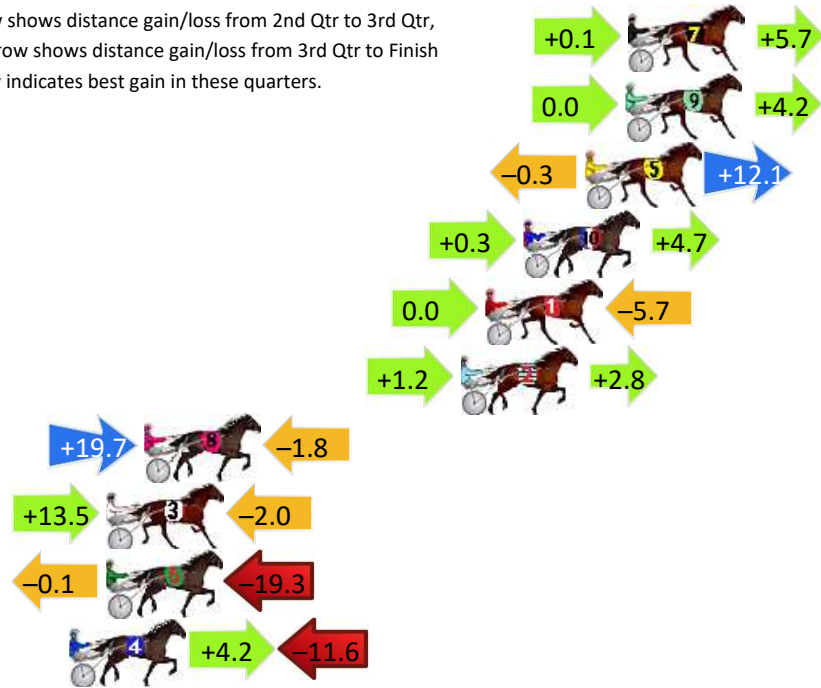 shows distance gain/loss from 2nd Qtr to 3rd Qtr,
row shows distance gain/loss from 3rd Qtr to Finish
indicates best gain in these quarters.
+0.1 7 +5.7
0.0 9 +4.2
–0.3 5 +12.1
+0.3 10 +4.7
0.0 1 –5.7
+1.2 2 +2.8
+19.7 8 –1.8
+13.5 3 –2.0
–0.1 6 –19.3
4 +4.2 –11.6